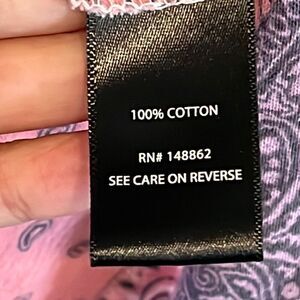 100% COTTON
RN# 148862
SEE CARE ON REVERSE